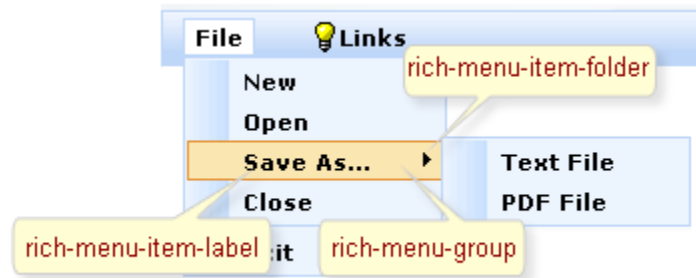 File Links
rich-menu-item-folder
New
Open
Save As... Text File
Close PDF File
rich-menu-item-label rich-menu-group
it